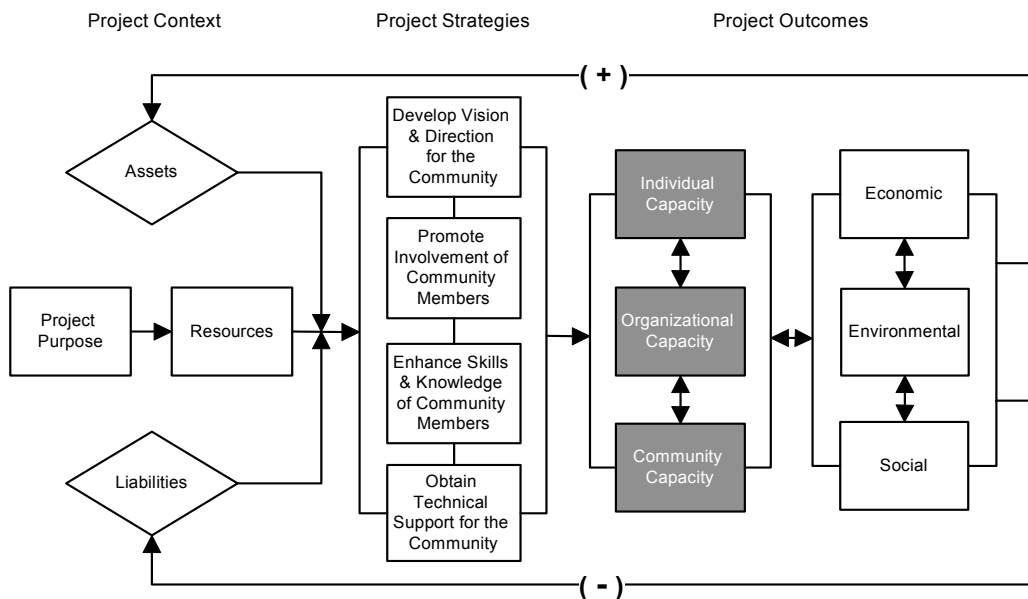 Project Context
Project Strategies
Project Outcomes
( + )
Assets
Project
Purpose
Resources
Liabilities
Develop Vision
& Direction
for the
Community
Promote
Involvement of
Community
Members
Enhance Skills
& Knowledge
of Community
Members
Obtain
Technical
Support for the
Community
Individual
Capacity
Organizational
Capacity
Community
Capacity
Economic
Environmental
Social
( - )